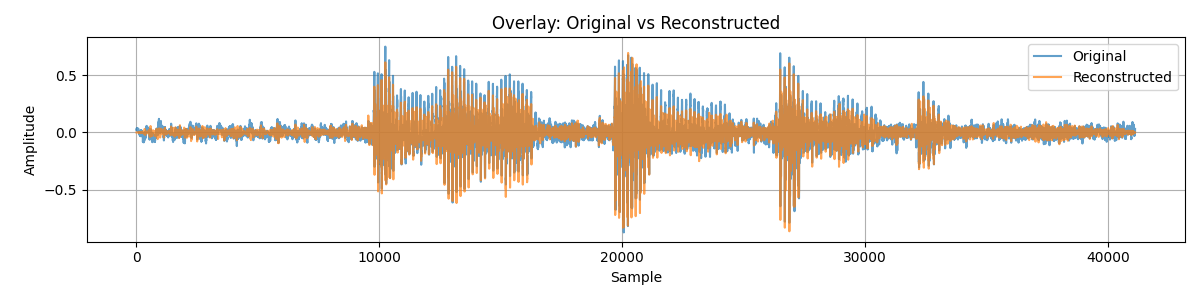 Overlay: Original vs Reconstructed
Original
Reconstructed
Amplitude
0.5
0.0
−0.5
0
10000
20000
30000
40000
Sample